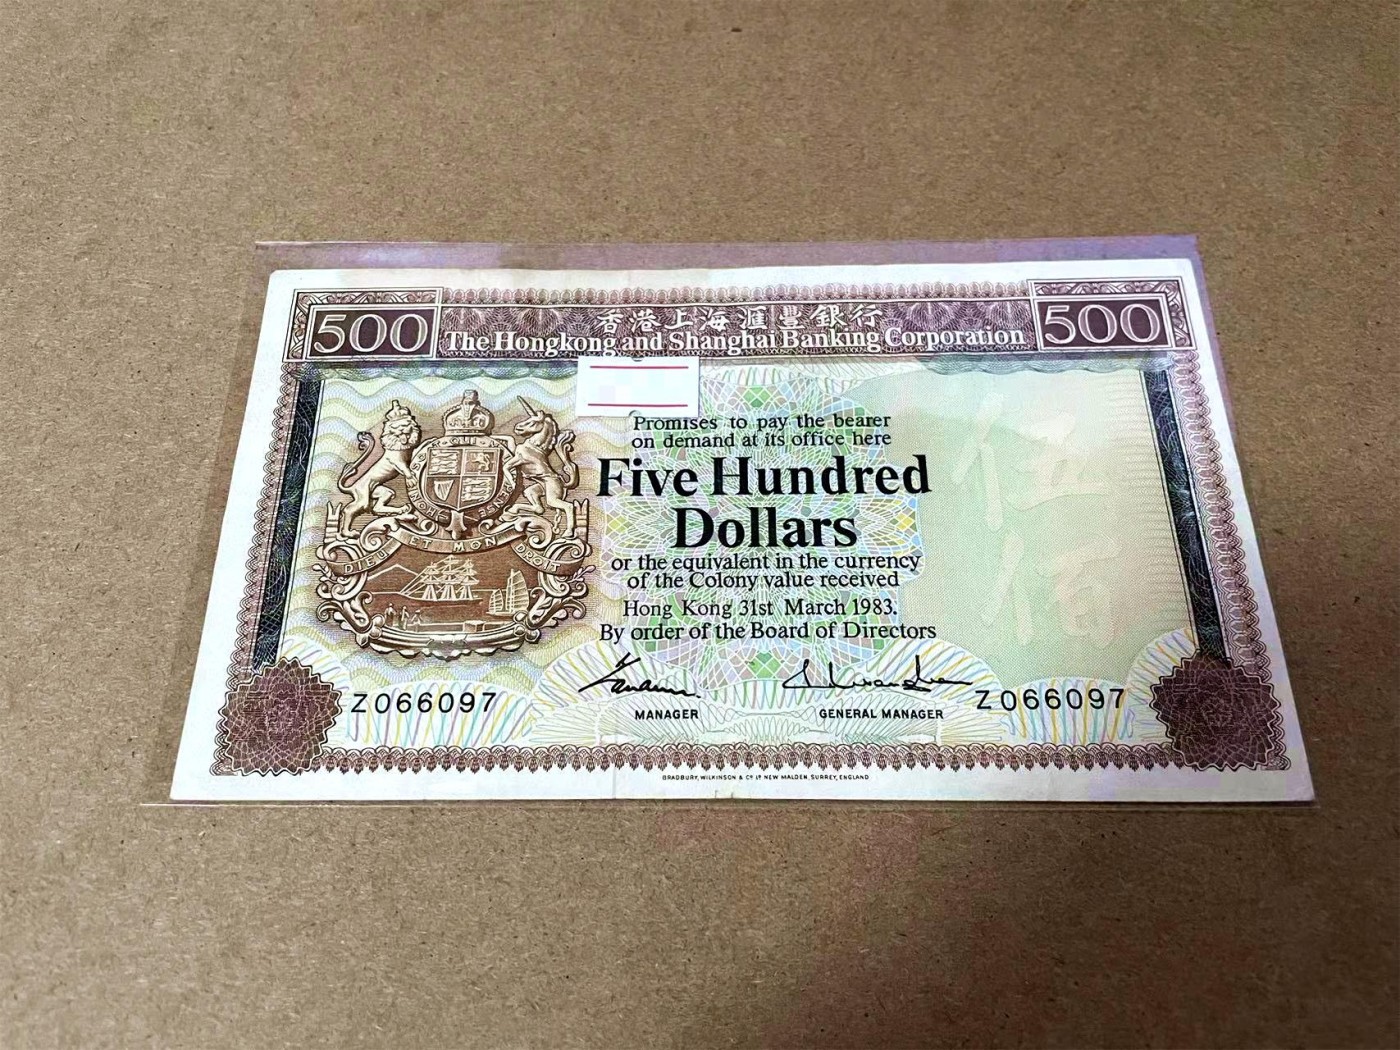 500
香港上海滙豐銀行
The Hongkong and Shanghai Banking Corporation
500
Promises to pay the bearer
on demand at its office here
Five Hundred
Dollars
or the equivalent in the currency
of the Colony value received
Hong Kong 31st March 1983.
By order of the Board of Directors
伍
佰
DIEU ET MON DROIT
Z 066097
MANAGER
GENERAL MANAGER
Z 066097
BRADBURY, WILKINSON & Cº Lº NEW MALDEN, SURREY, ENGLAND